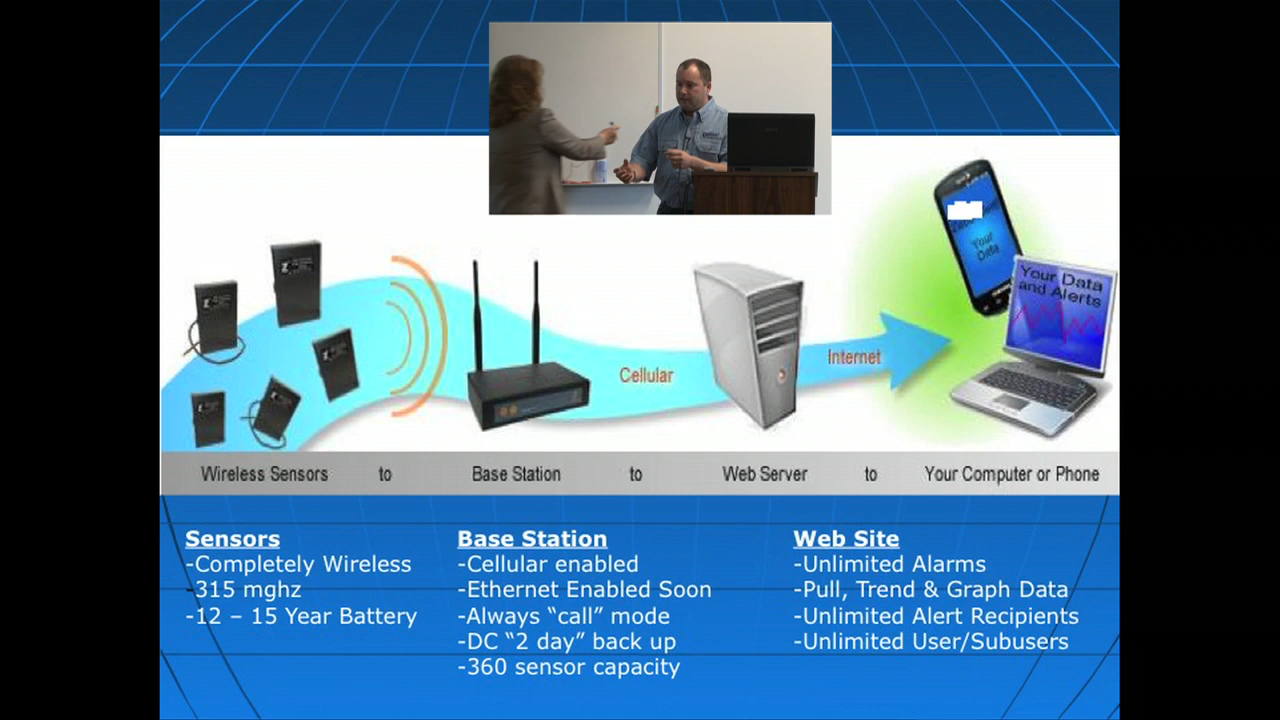 Your
Data
Your Data
and Alerts
Cellular
Internet
Wireless Sensors to Base Station to Web Server to Your Computer or Phone
Sensors
-Completely Wireless
-315 mghz
-12 – 15 Year Battery
Base Station
-Cellular enabled
-Ethernet Enabled Soon
-Always “call” mode
-DC “2 day” back up
-360 sensor capacity
Web Site
-Unlimited Alarms
-Pull, Trend & Graph Data
-Unlimited Alert Recipients
-Unlimited User/Subusers